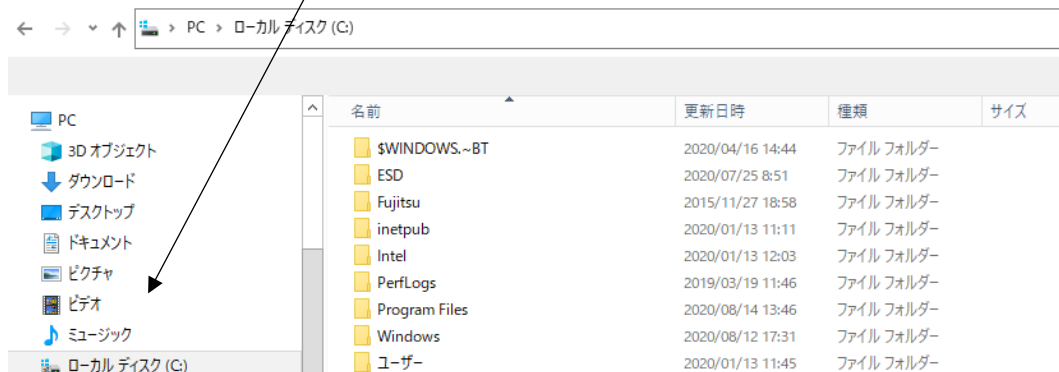 PC > ローカル ディスク (C:)
名前 更新日時 種類 サイズ
PC
3D オブジェクト
ダウンロード
デスクトップ
ドキュメント
ピクチャ
ビデオ
ミュージック
ローカル ディスク (C:)
$WINDOWS.~BT 2020/04/16 14:44 ファイル フォルダー
ESD 2020/07/25 8:51 ファイル フォルダー
Fujitsu 2015/11/27 18:58 ファイル フォルダー
inetpub 2020/01/13 11:11 ファイル フォルダー
Intel 2020/01/13 12:03 ファイル フォルダー
PerfLogs 2019/03/19 11:46 ファイル フォルダー
Program Files 2020/08/14 13:46 ファイル フォルダー
Windows 2020/08/12 17:31 ファイル フォルダー
ユーザー 2020/01/13 11:45 ファイル フォルダー